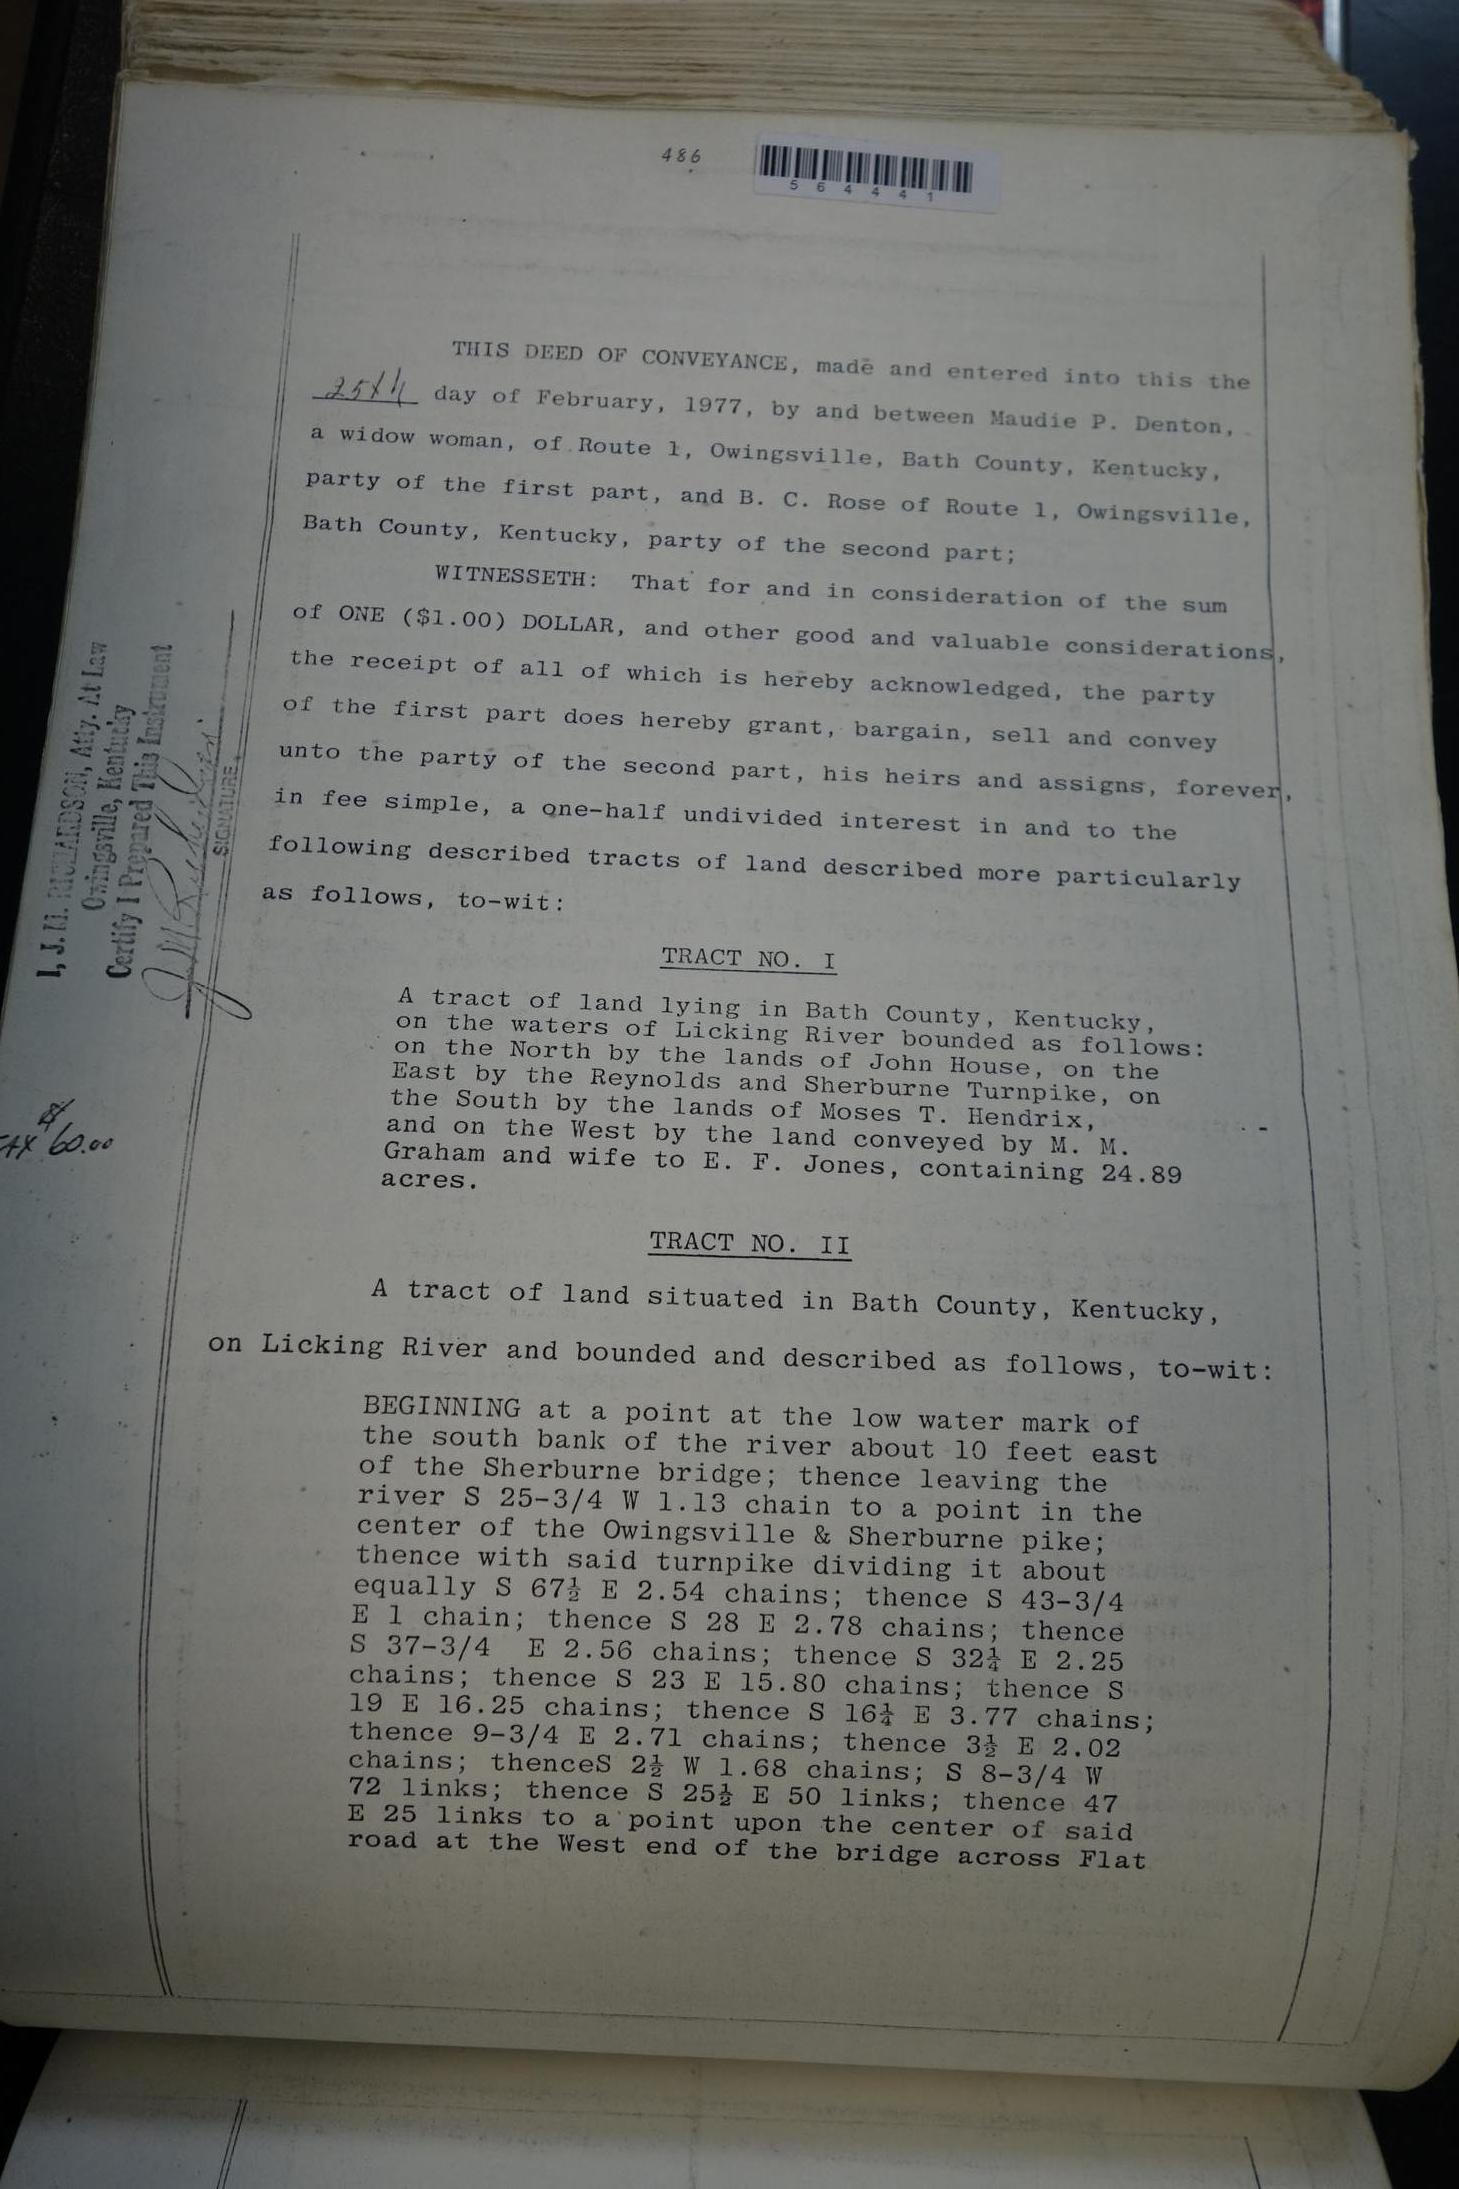 486
564441
THIS DEED OF CONVEYANCE, made and entered into this the
25th day of February, 1977, by and between Maudie P. Denton,
a widow woman, of Route 1, Owingsville, Bath County, Kentucky,
party of the first part, and B. C. Rose of Route 1, Owingsville,
Bath County, Kentucky, party of the second part;
WITNESSETH: That for and in consideration of the sum
of ONE ($1.00) DOLLAR, and other good and valuable considerations,
the receipt of all of which is hereby acknowledged, the party
of the first part does hereby grant, bargain, sell and convey
unto the party of the second part, his heirs and assigns, forever,
in fee simple, a one-half undivided interest in and to the
following described tracts of land described more particularly
as follows, to-wit:
I, J. M. RICHARDSON, Atty. At Law
Owingsville, Kentucky
Certify I Prepared This Instrument
J. M. Richardson
SIGNATURE
TRACT NO. I
A tract of land lying in Bath County, Kentucky,
on the waters of Licking River bounded as follows:
on the North by the lands of John House, on the
East by the Reynolds and Sherburne Turnpike, on
the South by the lands of Moses T. Hendrix,
and on the West by the land conveyed by M. M.
Graham and wife to E. F. Jones, containing 24.89
acres.
TAX $60.00
TRACT NO. II
A tract of land situated in Bath County, Kentucky,
on Licking River and bounded and described as follows, to-wit:
BEGINNING at a point at the low water mark of
the south bank of the river about 10 feet east
of the Sherburne bridge; thence leaving the
river S 25-3/4 W 1.13 chain to a point in the
center of the Owingsville & Sherburne pike;
thence with said turnpike dividing it about
equally S 67½ E 2.54 chains; thence S 43-3/4
E 1 chain; thence S 28 E 2.78 chains; thence
S 37-3/4 E 2.56 chains; thence S 32¼ E 2.25
chains; thence S 23 E 15.80 chains; thence S
19 E 16.25 chains; thence S 16¼ E 3.77 chains;
thence 9-3/4 E 2.71 chains; thence 3½ E 2.02
chains; thenceS 2½ W 1.68 chains; S 8-3/4 W
72 links; thence S 25½ E 50 links; thence 47
E 25 links to a point upon the center of said
road at the West end of the bridge across Flat